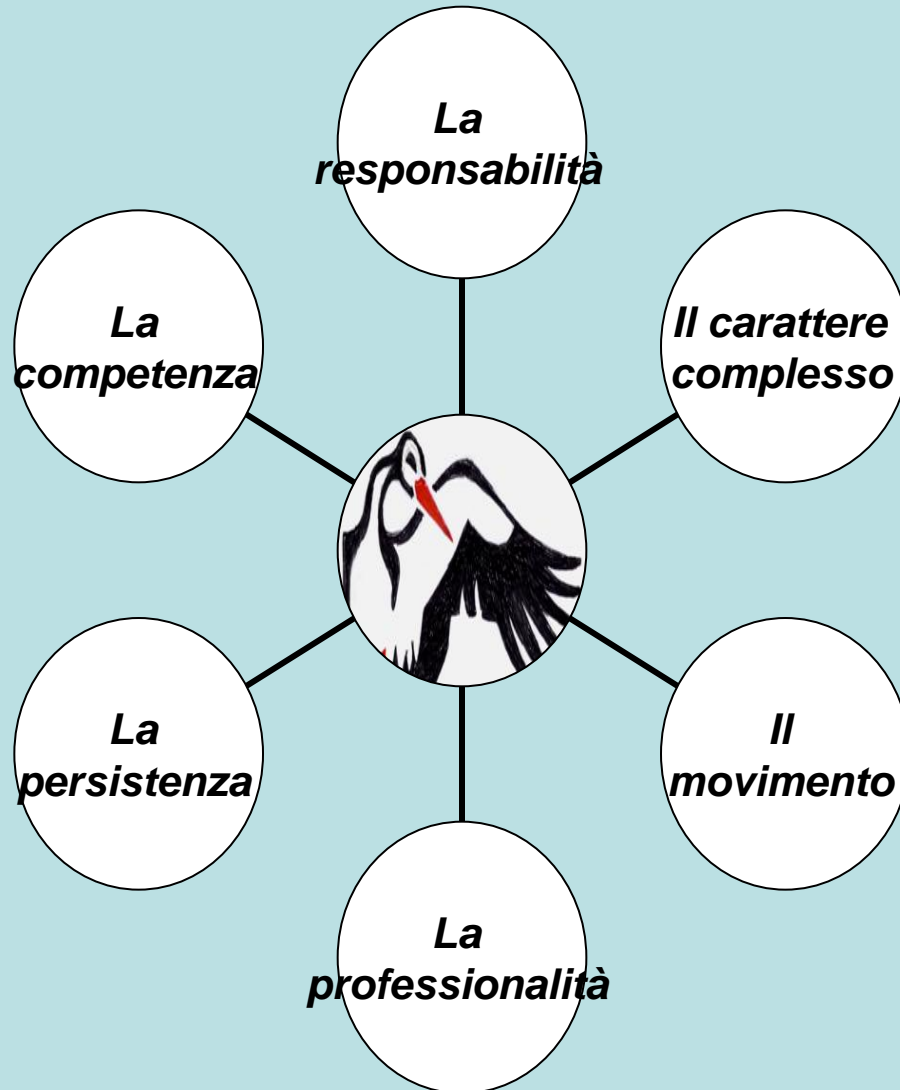 La
responsabilità
Il carattere
complesso
Il
movimento
La
professionalità
La
persistenza
La
competenza